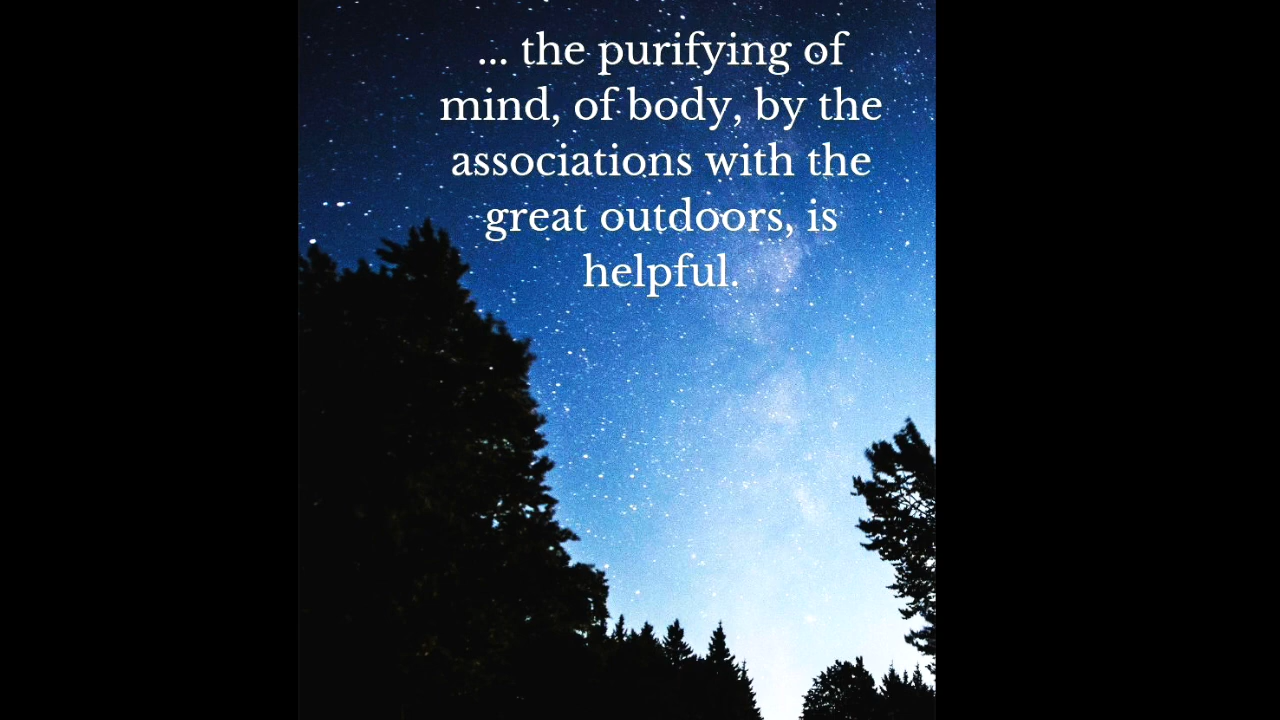 ... the purifying of
mind, of body, by the
associations with the
great outdoors, is
helpful.